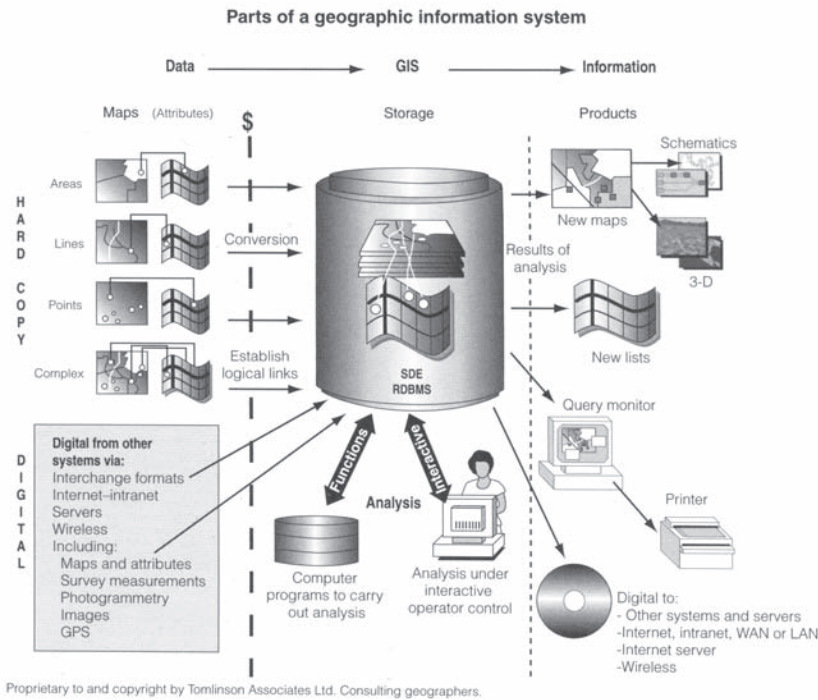 Parts of a geographic information system
Data
GIS
Information
Maps
(Attributes)
$
Storage
Products
HARD COPY
Areas
Lines
Points
Complex
Conversion
Establish
logical links
SDE
RDBMS
Schematics
New maps
3-D
Results of
analysis
New lists
Query monitor
Printer
DIGITAL
Digital from other
systems via:
Interchange formats
Internet–intranet
Servers
Wireless
Including:
Maps and attributes
Survey measurements
Photogrammetry
Images
GPS
Functions
Interactive
Analysis
Computer
programs to carry
out analysis
Analysis under
interactive
operator control
Digital to:
- Other systems and servers
-Internet, intranet, WAN or LAN
-Internet server
-Wireless
Proprietary to and copyright by Tomlinson Associates Ltd. Consulting geographers.